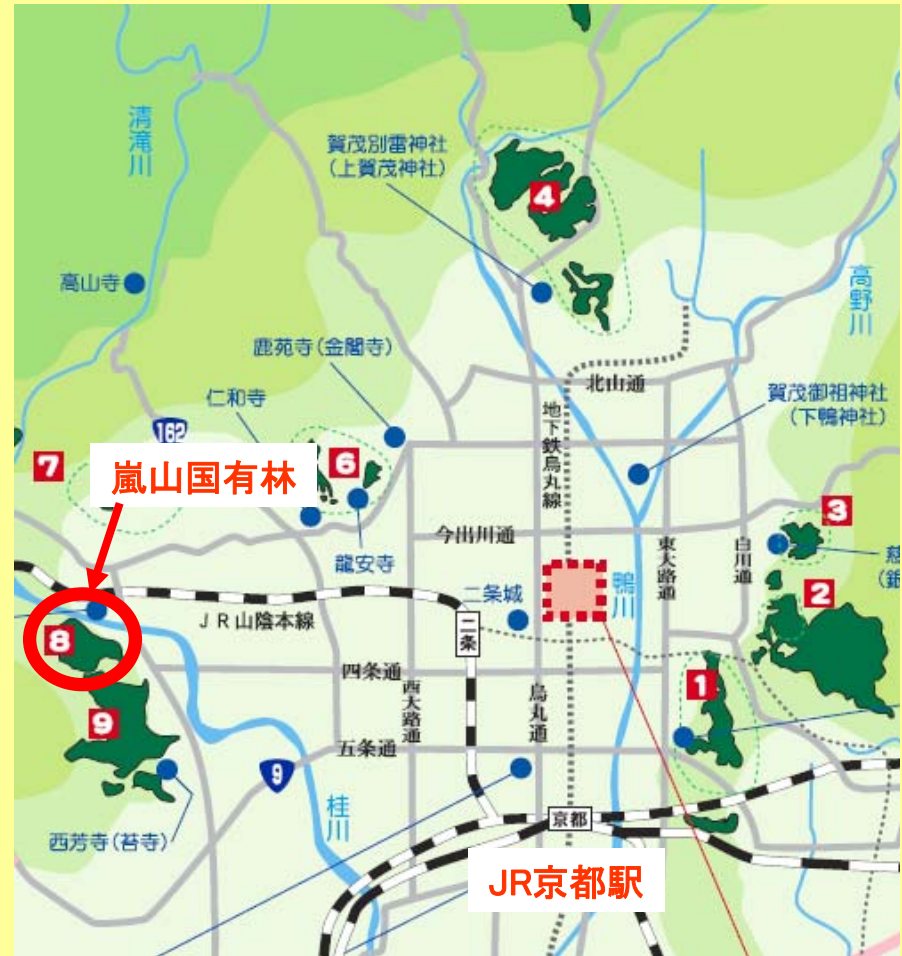 清滝川
賀茂別雷神社
(上賀茂神社)
4
高山寺
高野川
鹿苑寺(金閣寺)
北山通
仁和寺
賀茂御祖神社
(下鴨神社)
地下鉄烏丸線
162
7
6
嵐山国有林
3
今出川通
龍安寺
東大路通
白川通
慈
(銀
2
二条城
鴨川
JR山陰本線
二条
8
四条通
1
西大路通
烏丸通
9
五条通
9
桂川
西芳寺(苔寺)
京都
JR京都駅